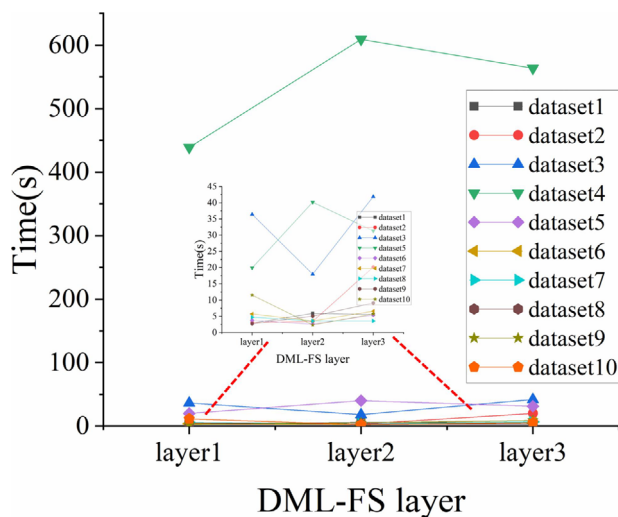 600
500
400
300
200
100
0
Time(s)
layer1
layer2
layer3
DML-FS layer
dataset1
dataset2
dataset3
dataset4
dataset5
dataset6
dataset7
dataset8
dataset9
dataset10
45
40
35
30
25
20
15
10
5
0
Time(s)
layer1
layer2
layer3
DML-FS layer
dataset1
dataset2
dataset3
dataset5
dataset6
dataset7
dataset8
dataset9
dataset10